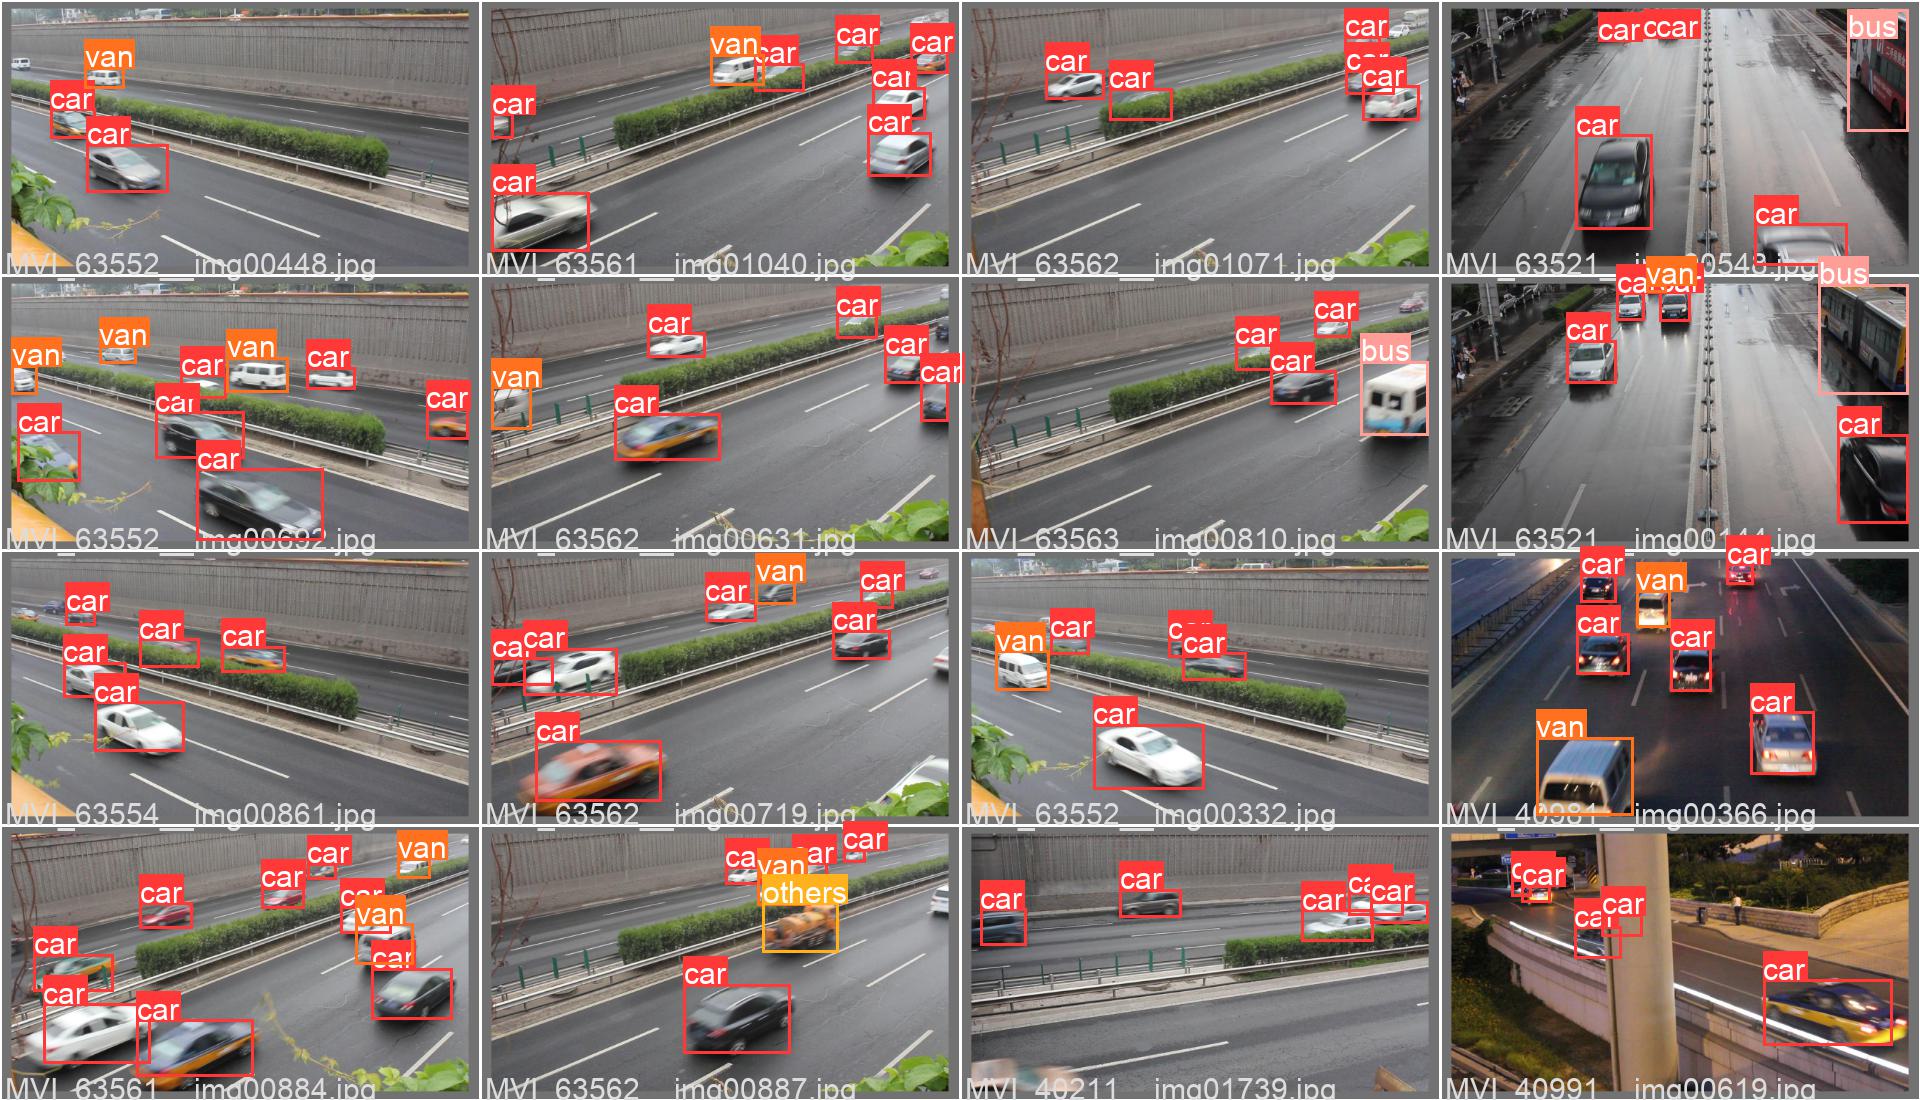 van
car
car
MVI_63552__img00448.jpg
van
car
car
car
car
car
car
car
MVI_63561__img01040.jpg
car
car
car
car
MVI_63562__img01071.jpg
car
car
bus
car
car
MVI_63521
van
van
car
van
car
car
car
car
car
MVI_63552__img00692.jpg
car
car
van
car
car
car
MVI_63562__img00631.jpg
car
car
car
bus
MVI_63563__img00810.jpg
van
bus
car
car
MVI_63521__img00144.jpg
car
car
car
car
car
MVI_63554__img00861.jpg
van
car
car
car
car
car
MVI_63562__img00719.jpg
car
van
car
car
MVI_63552__img00332.jpg
car
car
van
car
car
car
van
MVI_40981__img00366.jpg
car
van
car
car
van
car
car
car
car
MVI_63561__img00884.jpg
car
van
others
car
MVI_63562__img00887.jpg
car
car
car
car
MVI_40211__img01739.jpg
car
car
car
MVI_40991__img00619.jpg